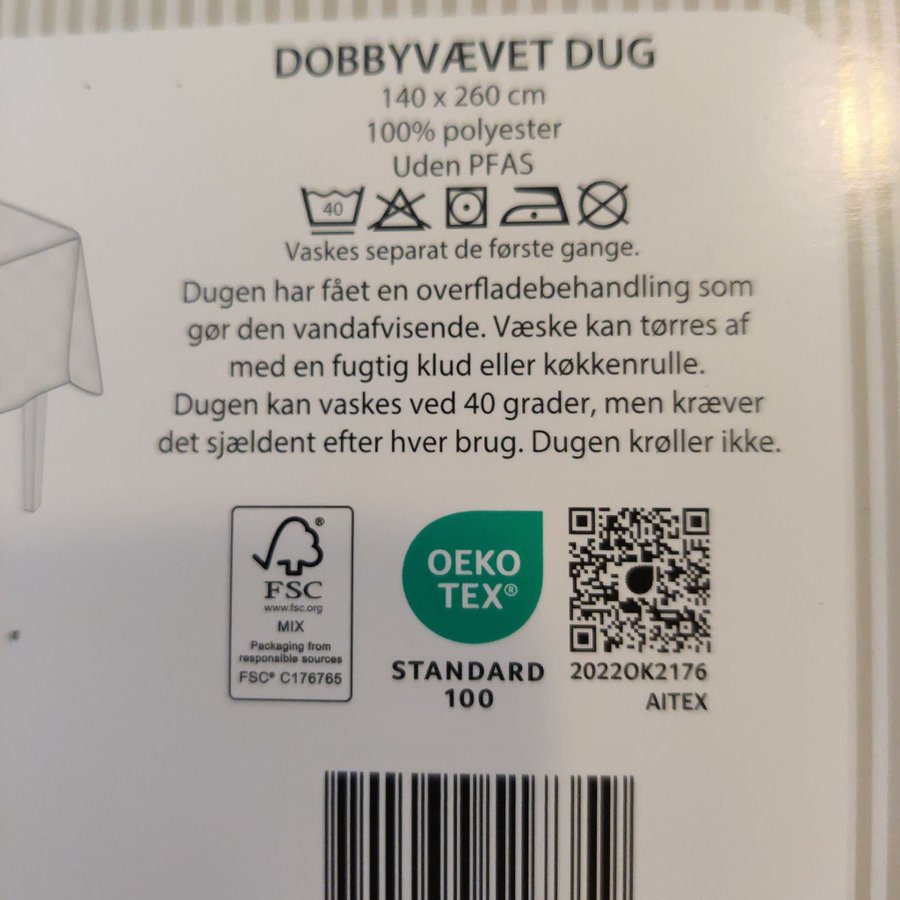 DOBBYVÆVET DUG
140 x 260 cm
100% polyester
Uden PFAS
40
Vaskes separat de første gange.
Dugen har fået en overfladebehandling som
gør den vandafvisende. Væske kan tørres af
med en fugtig klud eller køkkenrulle.
Dugen kan vaskes ved 40 grader, men kræver
det sjældent efter hver brug. Dugen krøller ikke.
®
FSC
www.fsc.org
MIX
Packaging from
responsible sources
FSC® C176765
OEKO
TEX®
STANDARD
100
2022OK2176
AITEX